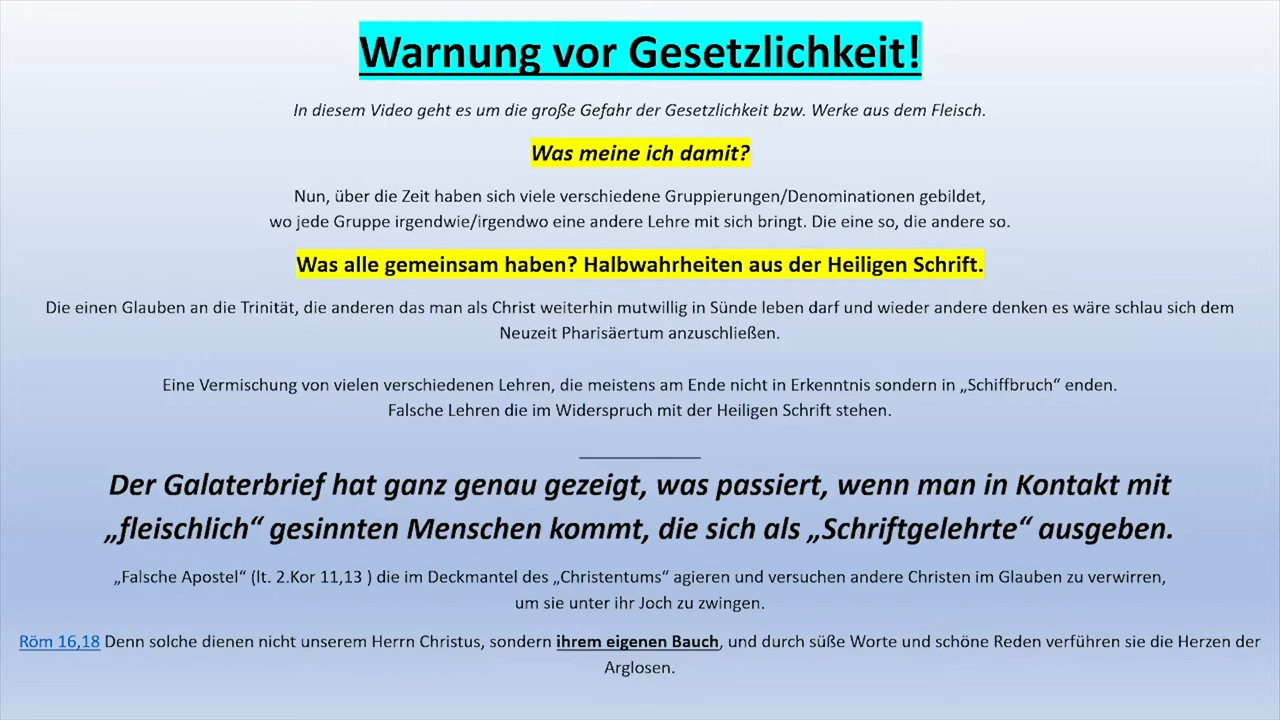 Warnung vor Gesetzlichkeit!
In diesem Video geht es um die große Gefahr der Gesetzlichkeit bzw. Werke aus dem Fleisch.
Was meine ich damit?
Nun, über die Zeit haben sich viele verschiedene Gruppierungen/Denominationen gebildet,
wo jede Gruppe irgendwie/irgendwo eine andere Lehre mit sich bringt. Die eine so, die andere so.
Was alle gemeinsam haben? Halbwahrheiten aus der Heiligen Schrift.
Die einen Glauben an die Trinität, die anderen das man als Christ weiterhin mutwillig in Sünde leben darf und wieder andere denken es wäre schlau sich dem
Neuzeit Pharisäertum anzuschließen.
Eine Vermischung von vielen verschiedenen Lehren, die meistens am Ende nicht in Erkenntnis sondern in „Schiffbruch“ enden.
Falsche Lehren die im Widerspruch mit der Heiligen Schrift stehen.
Der Galaterbrief hat ganz genau gezeigt, was passiert, wenn man in Kontakt mit
„fleischlich“ gesinnten Menschen kommt, die sich als „Schriftgelehrte“ ausgeben.
„Falsche Apostel“ (lt. 2.Kor 11,13 ) die im Deckmantel des „Christentums“ agieren und versuchen andere Christen im Glauben zu verwirren,
um sie unter ihr Joch zu zwingen.
Röm 16,18 Denn solche dienen nicht unserem Herrn Christus, sondern ihrem eigenen Bauch, und durch süße Worte und schöne Reden verführen sie die Herzen der
Arglosen.